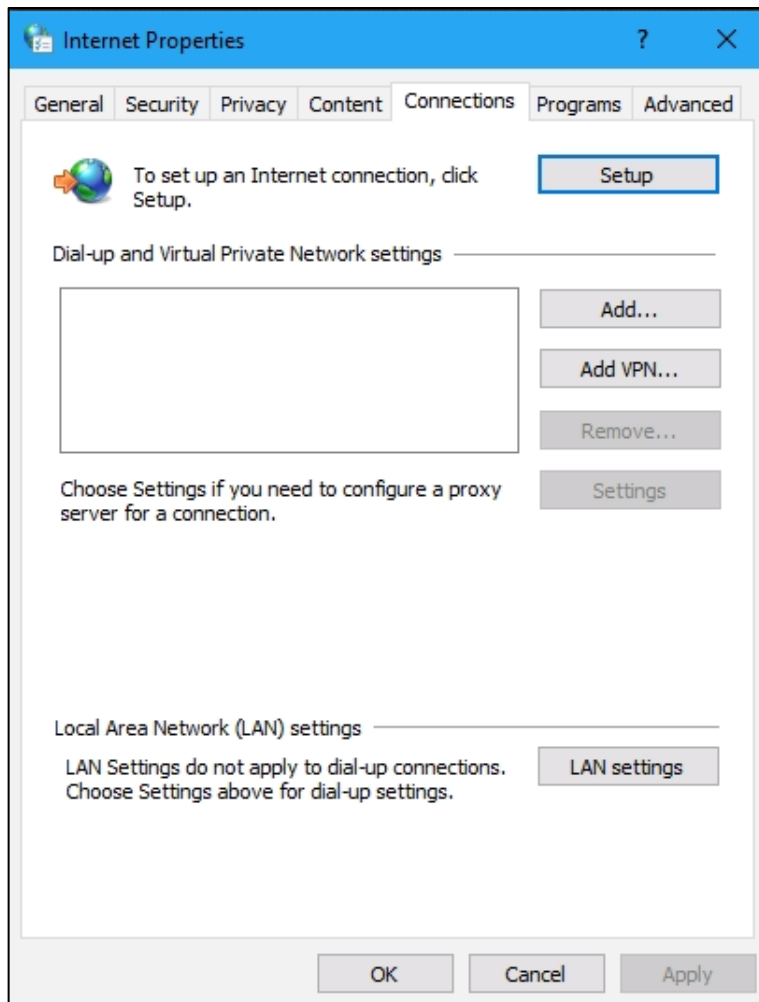 Internet Properties ?
General Security Privacy Content Connections Programs Advanced
To set up an Internet connection, click
Setup.
Setup
Dial-up and Virtual Private Network settings
Add...
Add VPN...
Remove...
Choose Settings if you need to configure a proxy
server for a connection.
Settings
Local Area Network (LAN) settings
LAN Settings do not apply to dial-up connections.
Choose Settings above for dial-up settings.
LAN settings
OK Cancel Apply